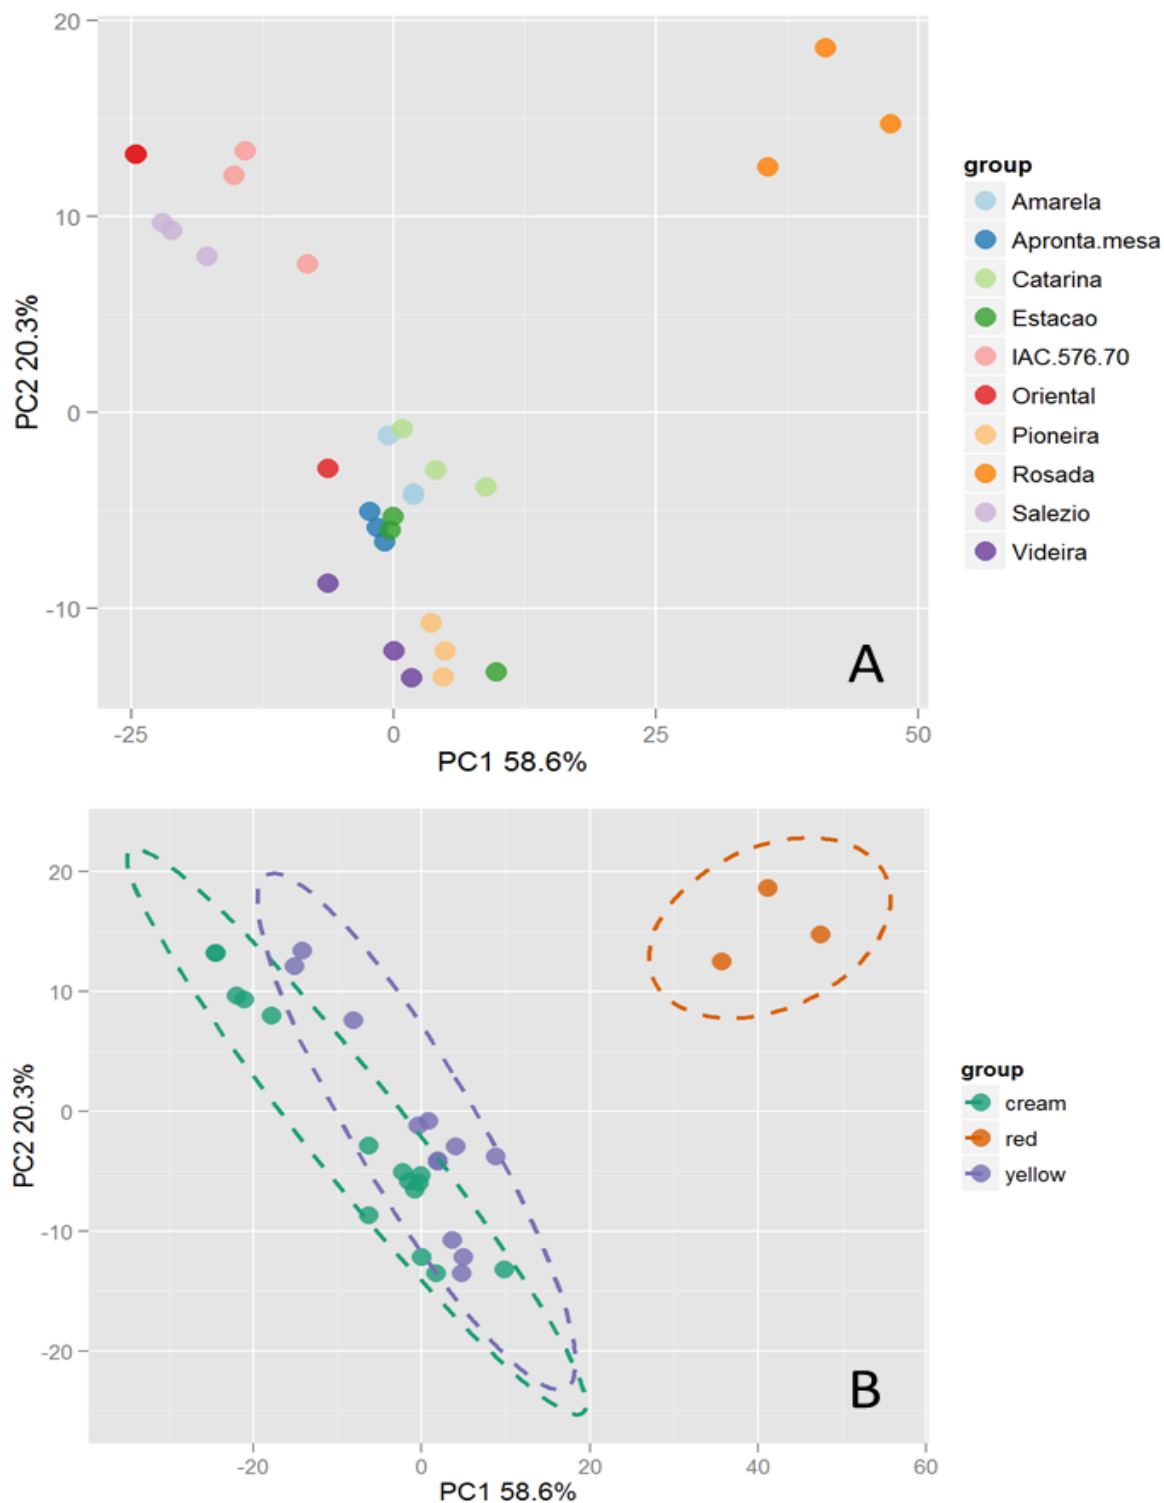 20
10
0
-10
PC2 20.3%
-25
0
25
50
PC1 58.6%
A
group
Amarela
Apronta.mesa
Catarina
Estacao
IAC.576.70
Oriental
Pioneira
Rosada
Salezio
Videira
20
10
0
-10
-20
PC2 20.3%
-20
0
20
40
60
PC1 58.6%
B
group
cream
red
yellow